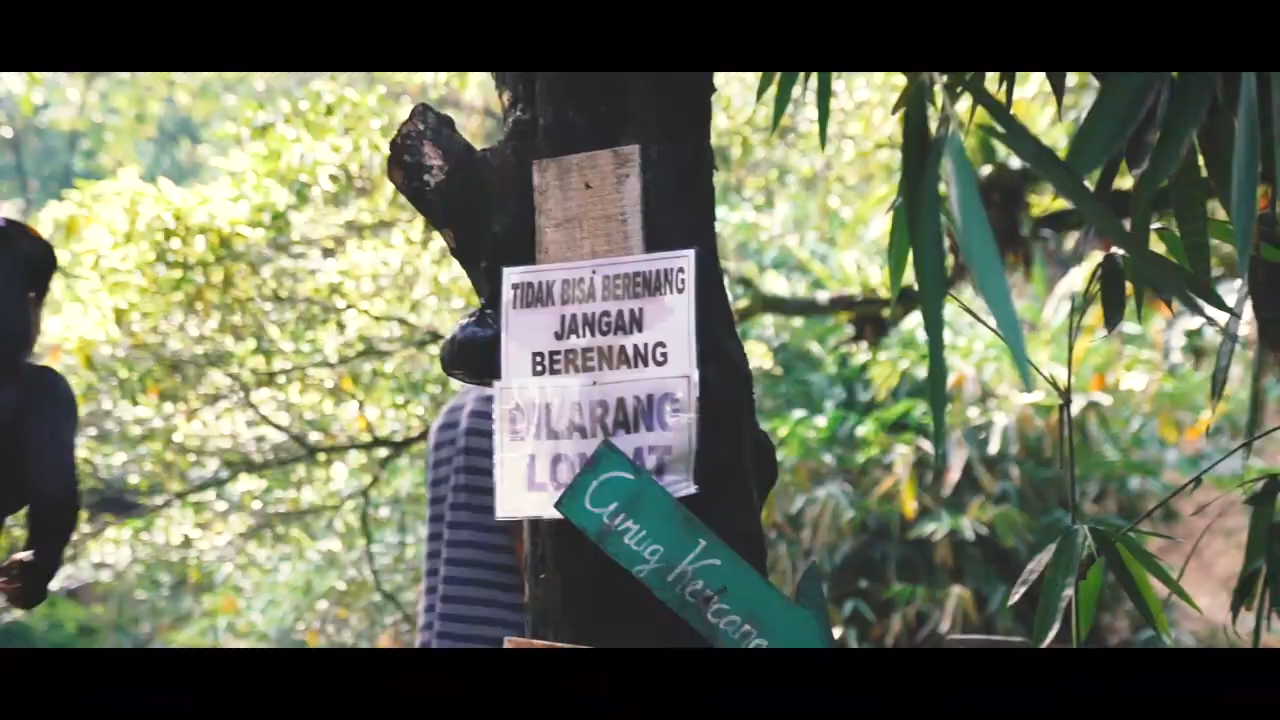 TIDAK BISA BERENANG
JANGAN
BERENANG
DILARANG
Curug